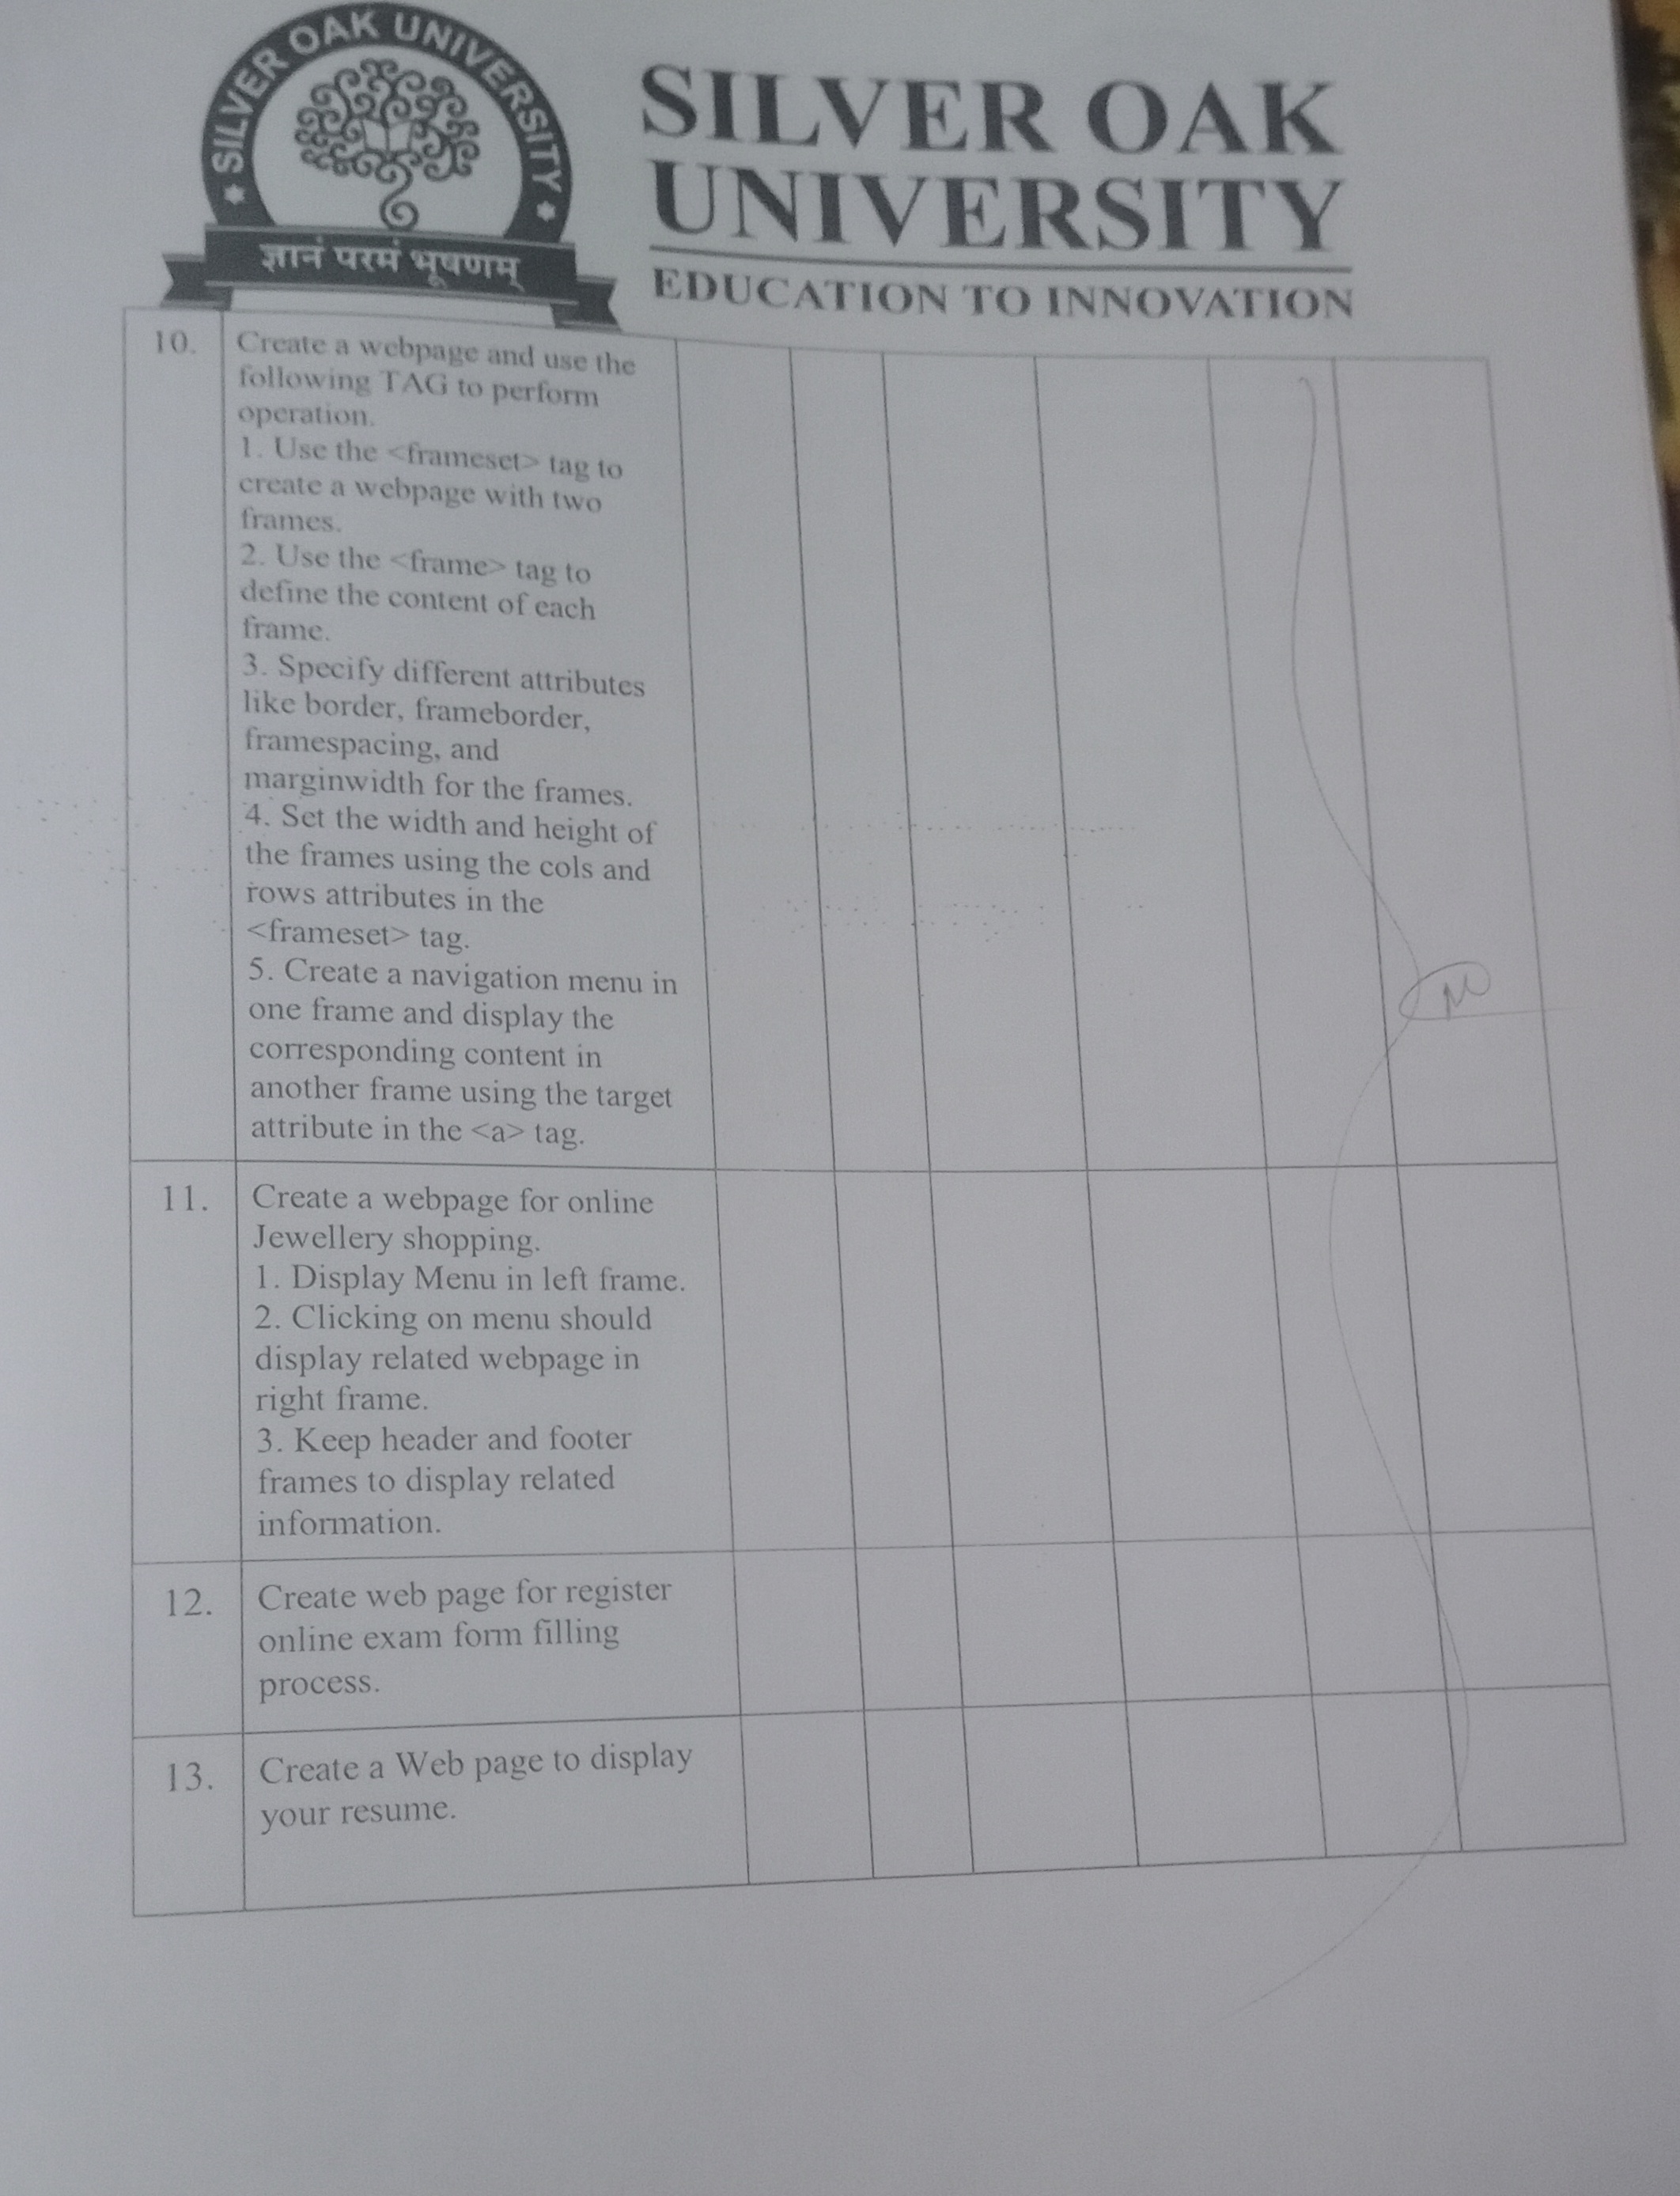 SILVER OAK UNIVERSITY
ज्ञानं परमं भूषणम्
SILVER OAK
UNIVERSITY
EDUCATION TO INNOVATION
10.
Create a webpage and use the
following TAG to perform
operation.
1. Use the <frameset> tag to
create a webpage with two
frames.
2. Use the <frame> tag to
define the content of each
frame.
3. Specify different attributes
like border, frameborder,
framespacing, and
marginwidth for the frames.
4. Set the width and height of
the frames using the cols and
rows attributes in the
<frameset> tag.
5. Create a navigation menu in
one frame and display the
corresponding content in
another frame using the target
attribute in the <a> tag.
11.
Create a webpage for online
Jewellery shopping.
1. Display Menu in left frame.
2. Clicking on menu should
display related webpage in
right frame.
3. Keep header and footer
frames to display related
information.
12.
Create web page for register
online exam form filling
process.
13.
Create a Web page to display
your resume.